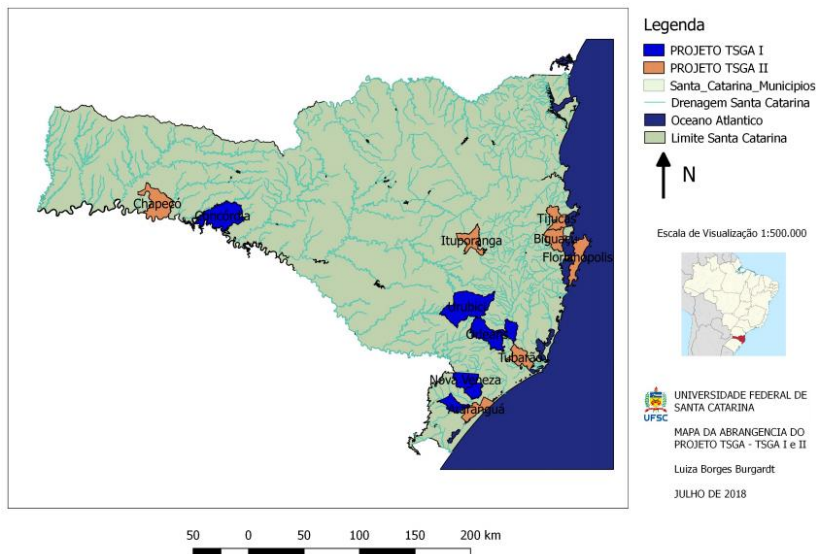 Legenda
PROJETO TSGA I
PROJETO TSGA II
Santa_Catarina_Municipios
Drenagem Santa Catarina
Oceano Atlantico
Limite Santa Catarina
N
Escala de Visualização 1:500.000
Chapecó
Concórdia
Ituporanga
Tijucas
Biguaçu
Florianópolis
Urubici
Tubarão
Nova Veneza
Araranguá
UFSC
UNIVERSIDADE FEDERAL DE
SANTA CATARINA
MAPA DA ABRANGENCIA DO
PROJETO TSGA - TSGA I e II
Luiza Borges Burgardt
JULHO DE 2018
50 0 50 100 150 200 km